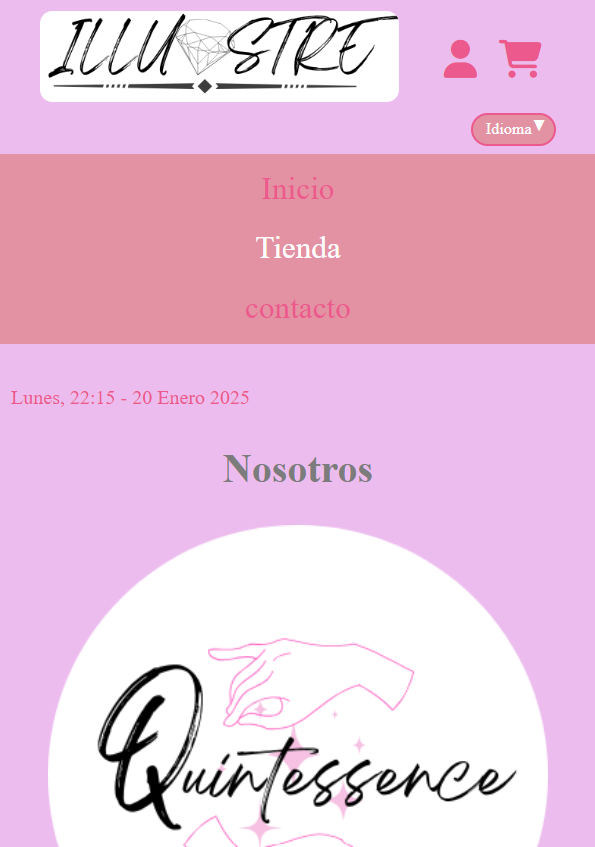 ILLUSTRE
Idioma▼
Inicio
Tienda
contacto
Lunes, 22:15 - 20 Enero 2025
Nosotros
Quintessence